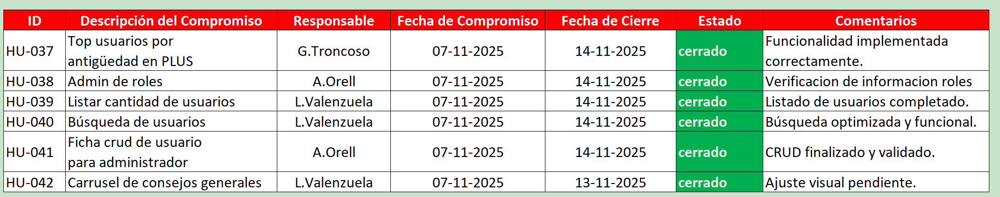 ID Descripción del Compromiso Responsable Fecha de Compromiso Fecha de Cierre Estado Comentarios
HU-037 Top usuarios por antigüedad en PLUS G.Troncoso 07-11-2025 14-11-2025 cerrado Funcionalidad implementada correctamente.
HU-038 Admin de roles A.Orell 07-11-2025 14-11-2025 cerrado Verificacion de informacion roles
HU-039 Listar cantidad de usuarios L.Valenzuela 07-11-2025 14-11-2025 cerrado Listado de usuarios completado.
HU-040 Búsqueda de usuarios L.Valenzuela 07-11-2025 14-11-2025 cerrado Búsqueda optimizada y funcional.
HU-041 Ficha crud de usuario para administrador A.Orell 07-11-2025 14-11-2025 cerrado CRUD finalizado y validado.
HU-042 Carrusel de consejos generales L.Valenzuela 07-11-2025 13-11-2025 cerrado Ajuste visual pendiente.